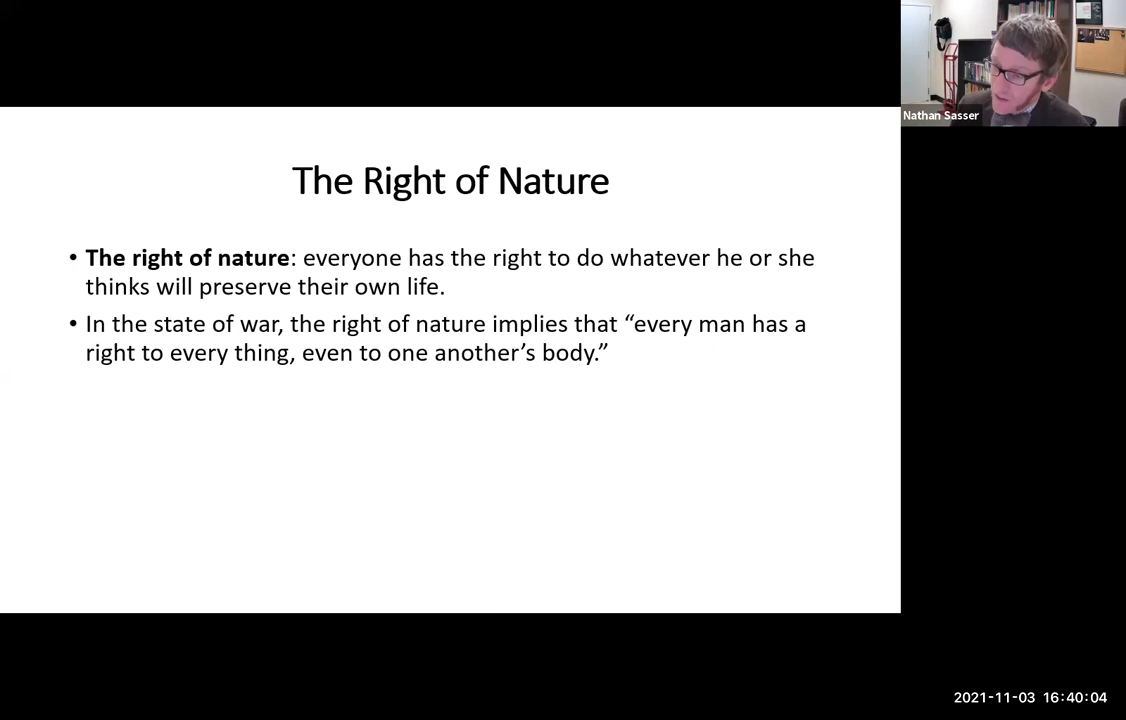 Nathan Sasser
The Right of Nature
• The right of nature: everyone has the right to do whatever he or she
thinks will preserve their own life.
• In the state of war, the right of nature implies that “every man has a
right to every thing, even to one another’s body.”
2021-11-03 16:40:04